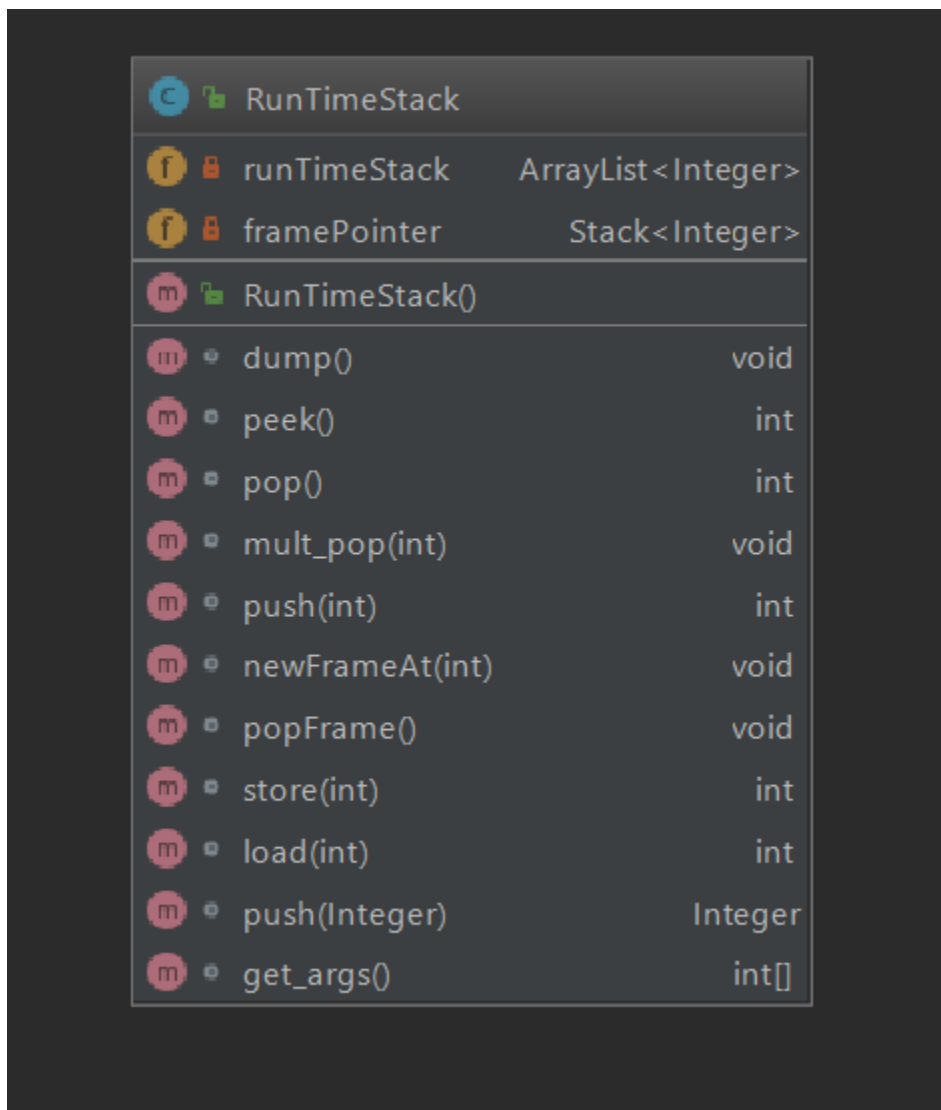 C RunTimeStack
f runTimeStack ArrayList<Integer>
f framePointer Stack<Integer>
m RunTimeStack()
m dump() void
m peek() int
m pop() int
m mult_pop(int) void
m push(int) int
m newFrameAt(int) void
m popFrame() void
m store(int) int
m load(int) int
m push(Integer) Integer
m get_args() int[]